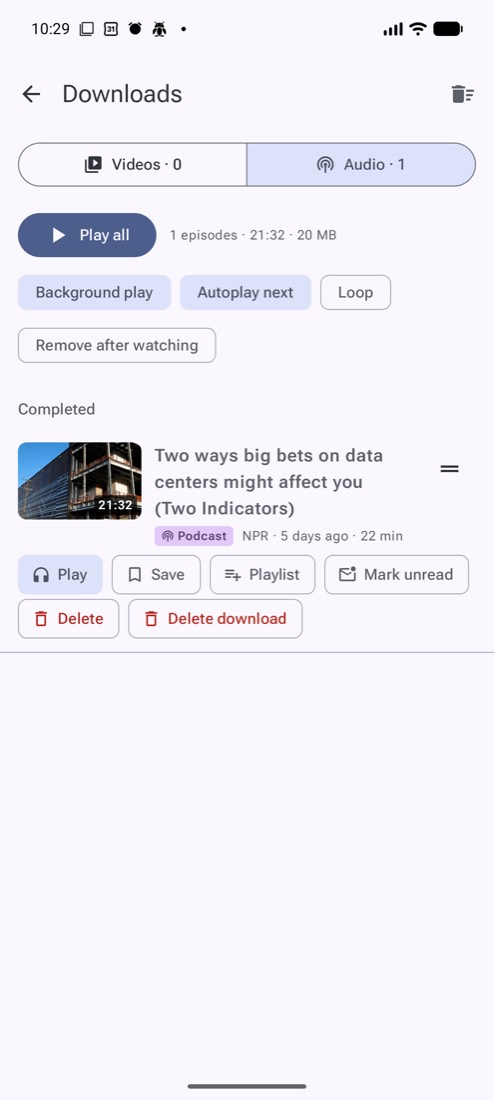 10:29
31
Downloads
Videos · 0
Audio · 1
Play all
1 episodes · 21:32 · 20 MB
Background play
Autoplay next
Loop
Remove after watching
Completed
Two ways big bets on data
centers might affect you
(Two Indicators)
21:32
Podcast
NPR · 5 days ago · 22 min
Play
Save
Playlist
Mark unread
Delete
Delete download